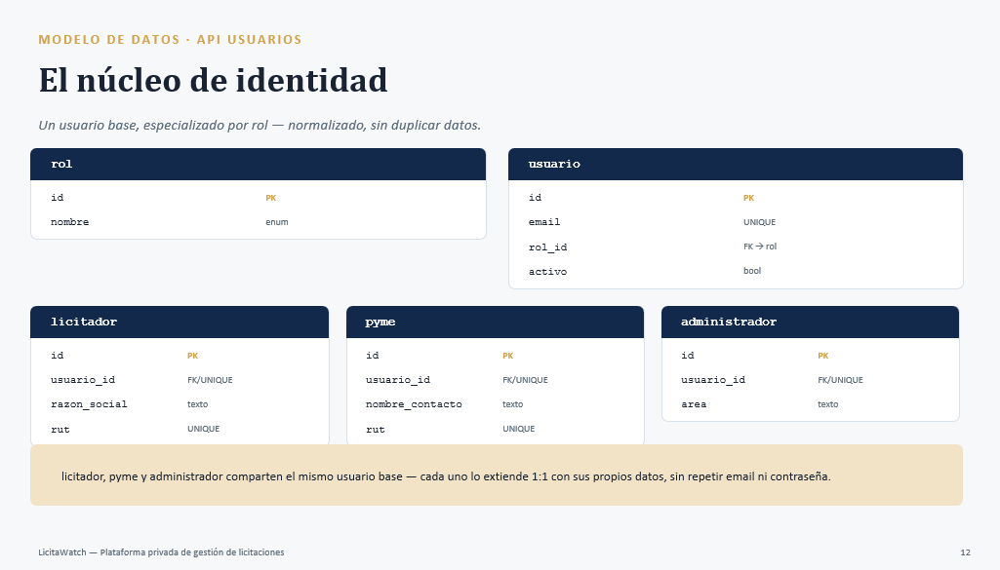 MODELO DE DATOS · API USUARIOS
El núcleo de identidad
Un usuario base, especializado por rol — normalizado, sin duplicar datos.
rol
id PK
nombre enum
usuario
id PK
email UNIQUE
rol_id FK → rol
activo bool
licitador
id PK
usuario_id FK/UNIQUE
razon_social texto
rut UNIQUE
pyme
id PK
usuario_id FK/UNIQUE
nombre_contacto texto
rut UNIQUE
administrador
id PK
usuario_id FK/UNIQUE
area texto
licitador, pyme y administrador comparten el mismo usuario base — cada uno lo extiende 1:1 con sus propios datos, sin repetir email ni contraseña.
LicitaWatch — Plataforma privada de gestión de licitaciones
12